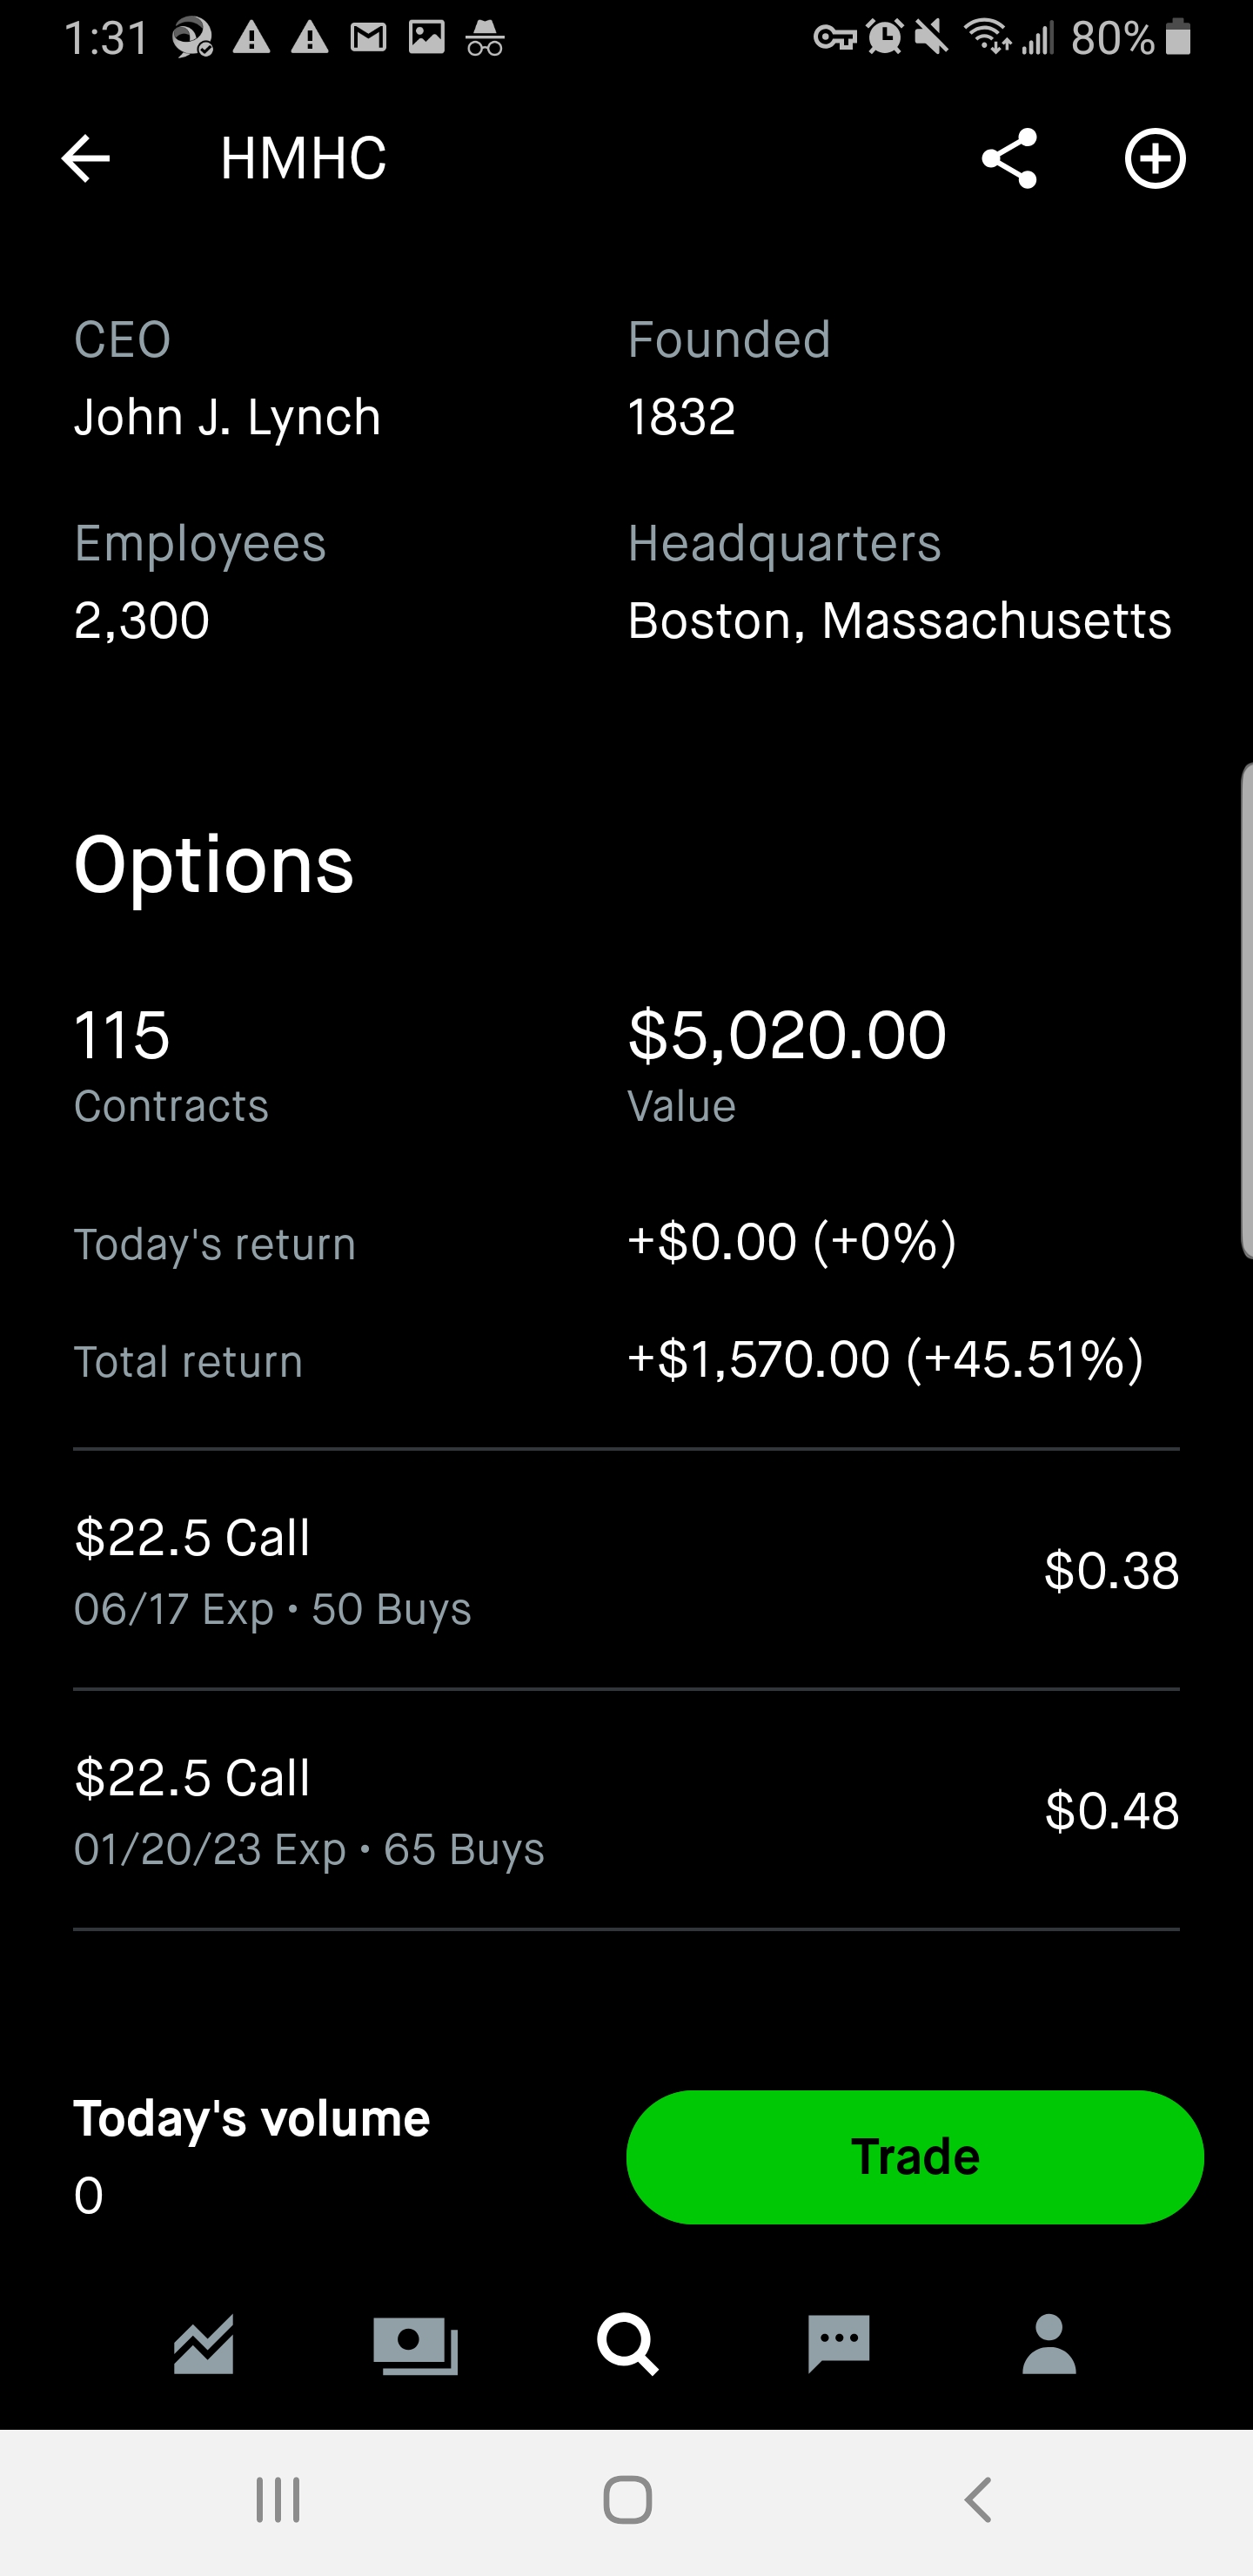 1:31 80%
HMHC
CEO Founded
John J. Lynch 1832
Employees Headquarters
2,300 Boston, Massachusetts
Options
115 $5,020.00
Contracts Value
Today's return +$0.00 (+0%)
Total return +$1,570.00 (+45.51%)
$22.5 Call
$0.38
06/17 Exp • 50 Buys
$22.5 Call
$0.48
01/20/23 Exp • 65 Buys
Today's volume
0
Trade